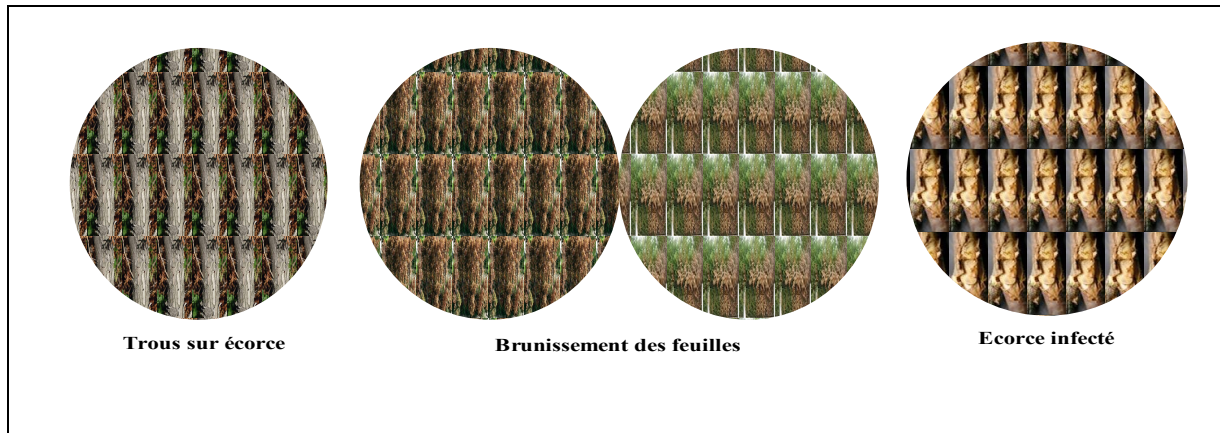 Trous sur écorce
Brunissement des feuilles
Ecorce infecté